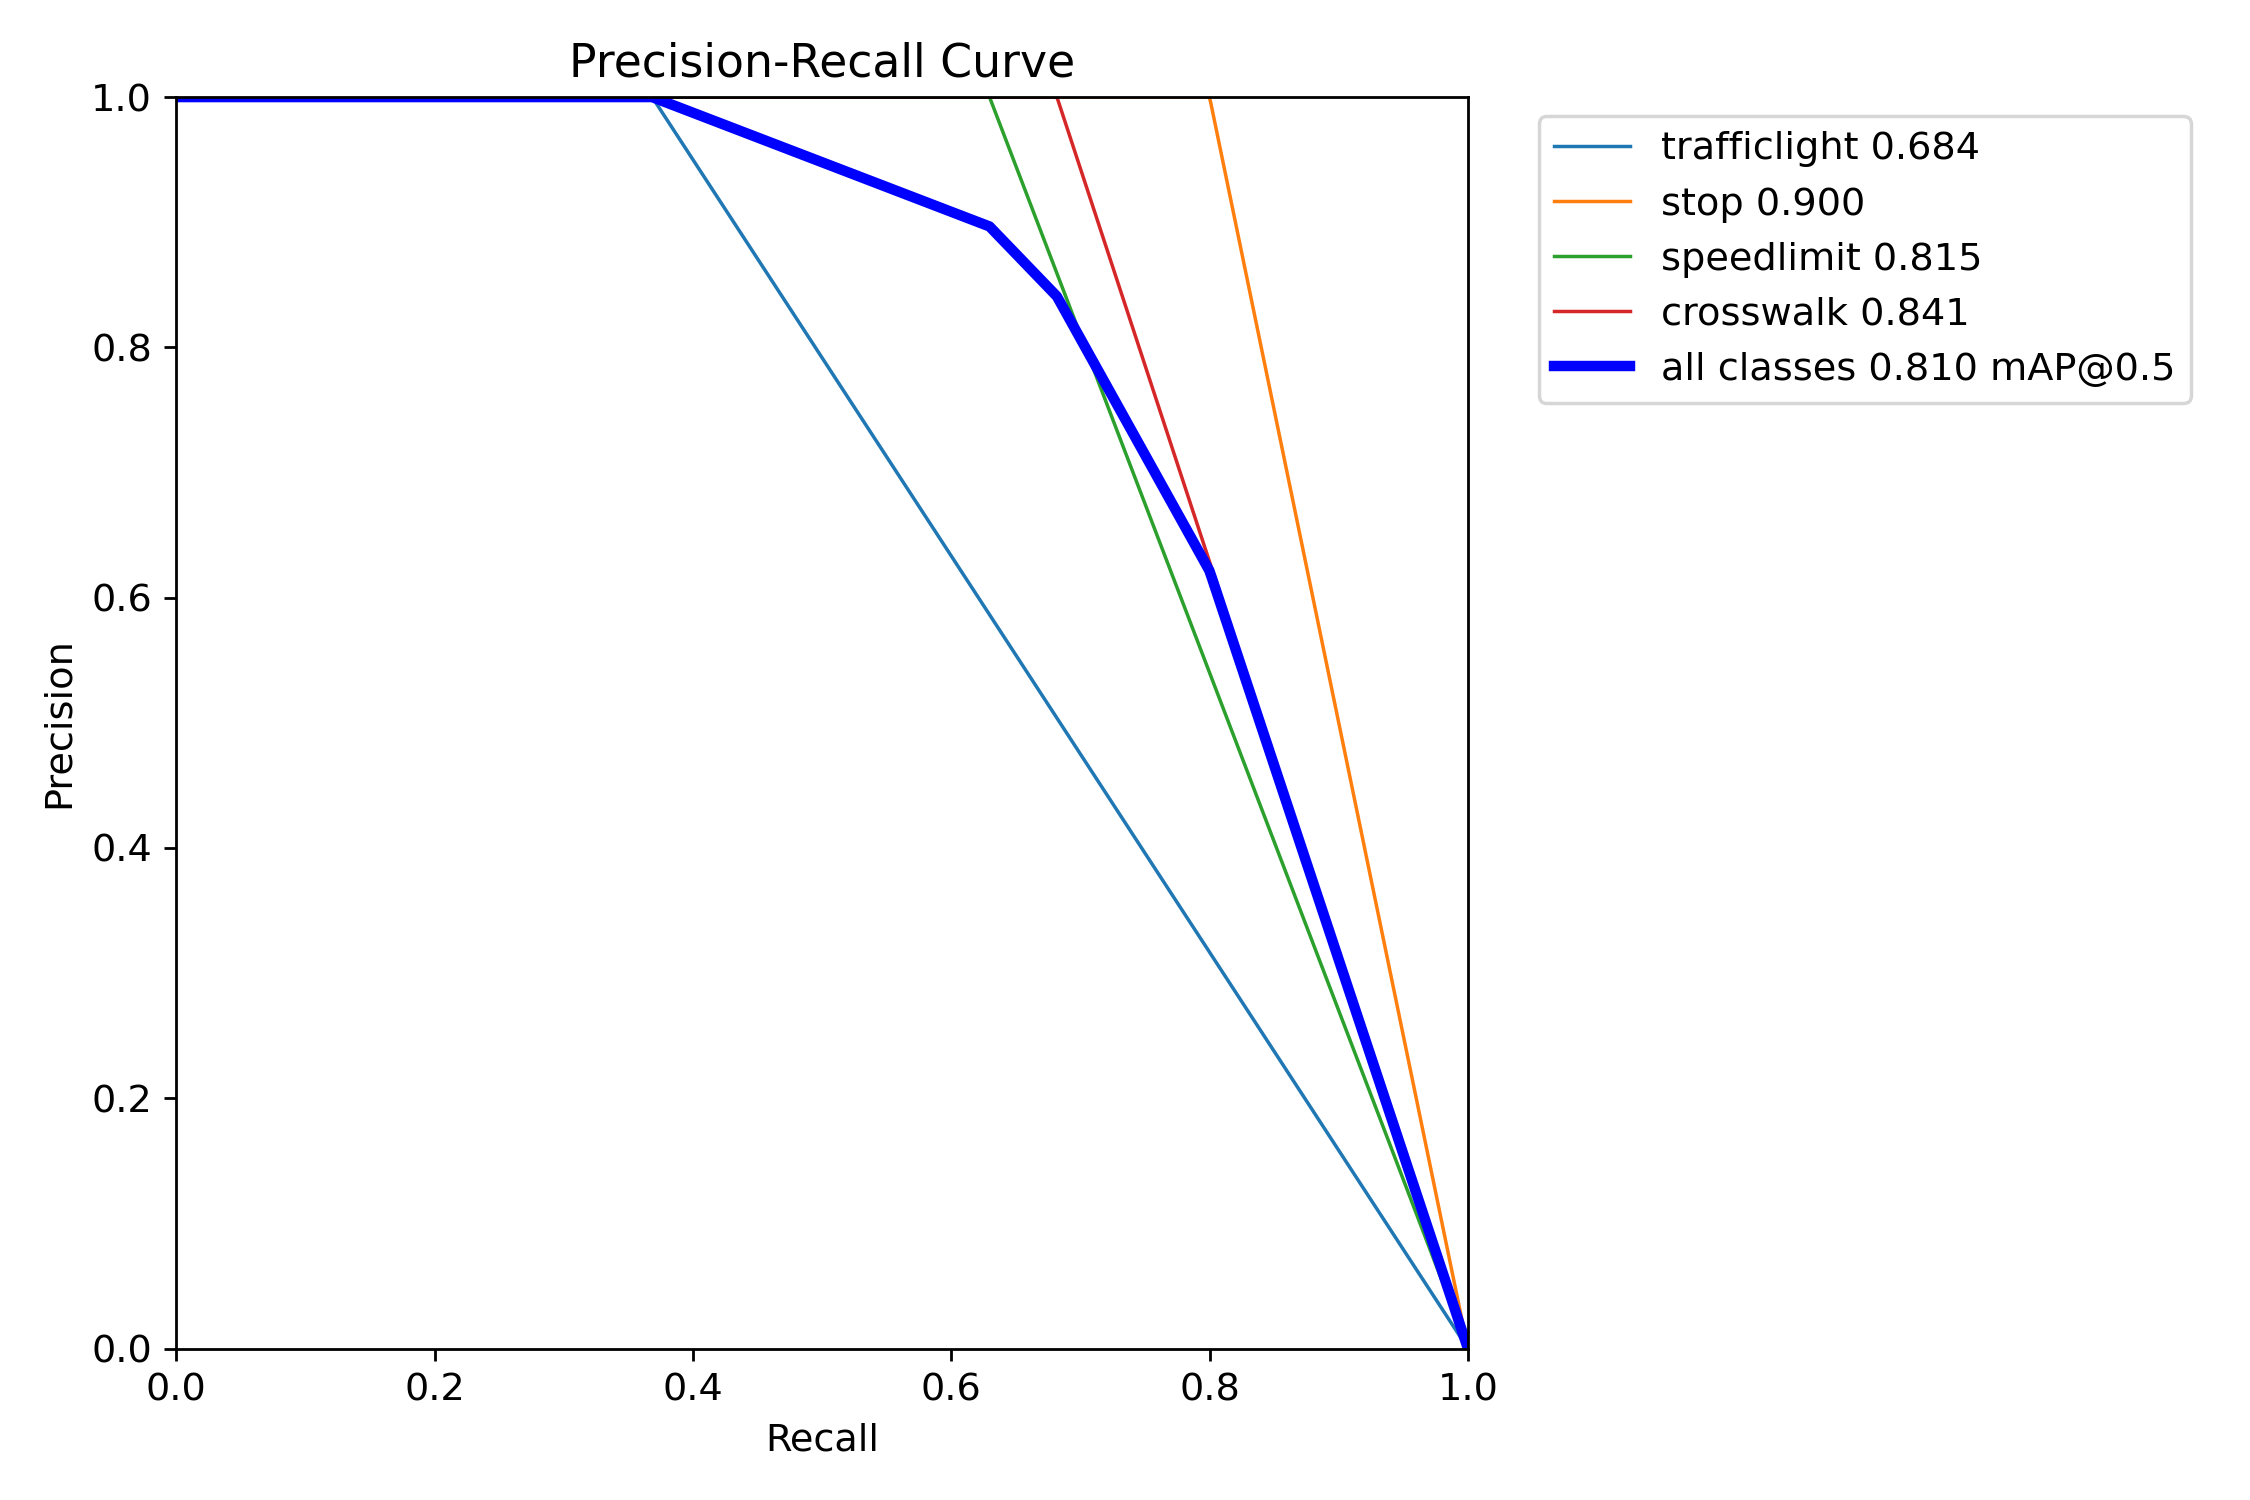 Precision-Recall Curve
1.0
0.8
0.6
0.4
0.2
0.0
Precision
0.0 0.2 0.4 0.6 0.8 1.0
Recall
trafficlight 0.684
stop 0.900
speedlimit 0.815
crosswalk 0.841
all classes 0.810 mAP@0.5